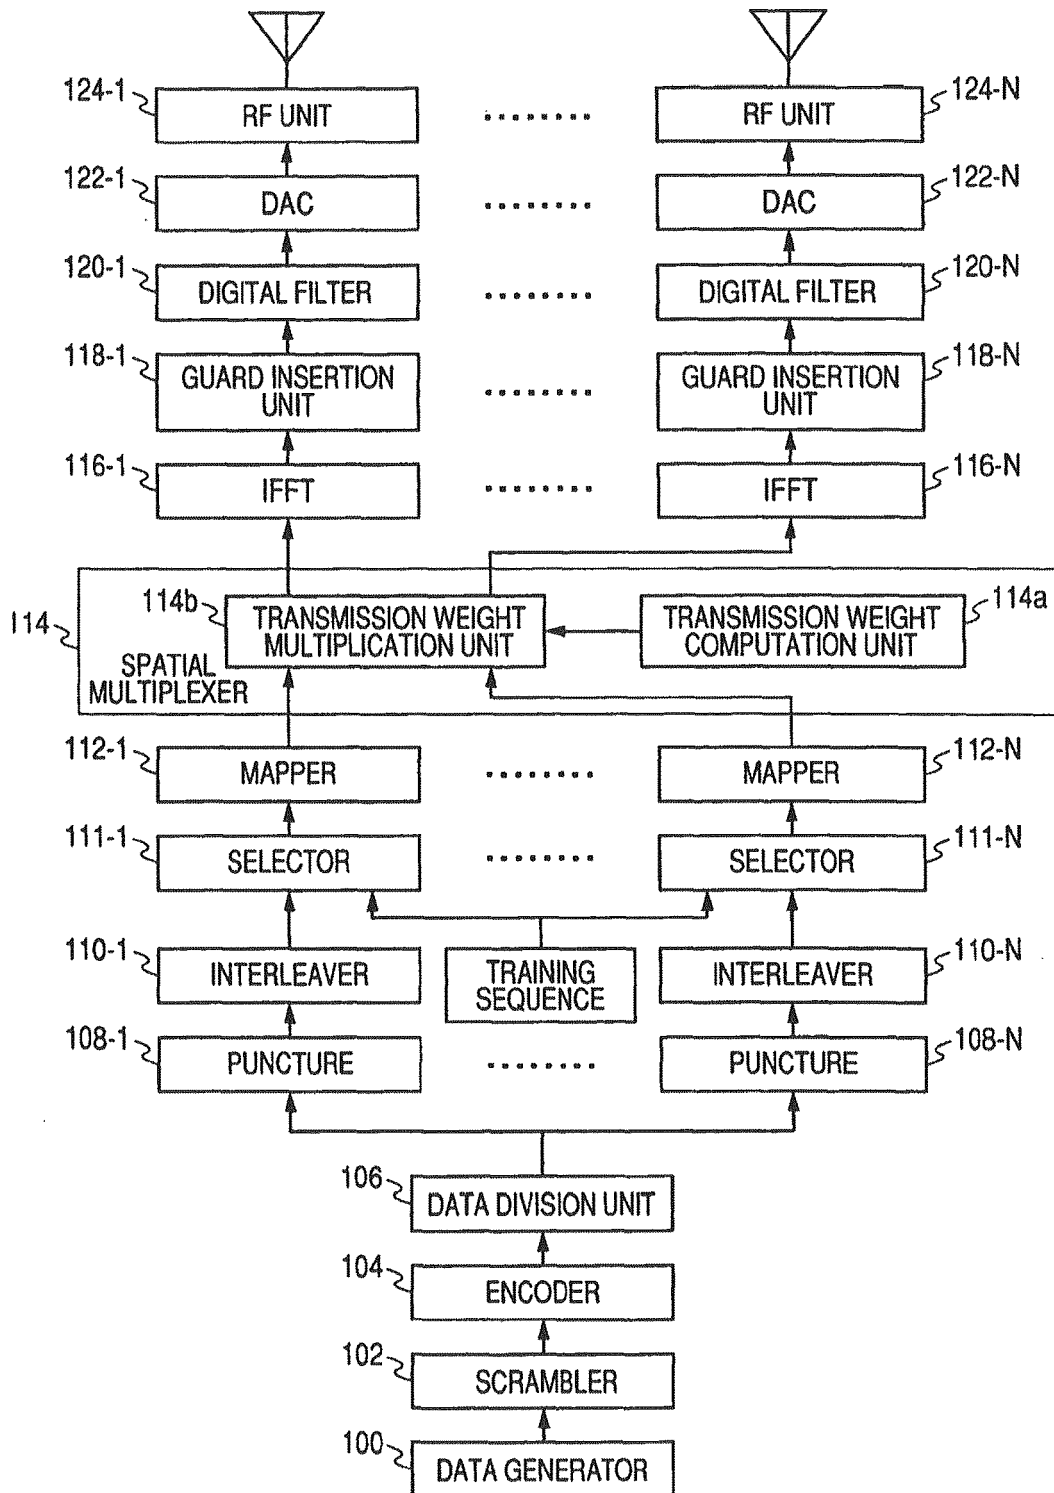 124-1
RF UNIT
RF UNIT
124-N
122-1
DAC
DAC
122-N
120-1
DIGITAL FILTER
DIGITAL FILTER
120-N
118-1
GUARD INSERTION
UNIT
GUARD INSERTION
UNIT
118-N
116-1
IFFT
IFFT
116-N
114
114b
TRANSMISSION WEIGHT
MULTIPLICATION UNIT
TRANSMISSION WEIGHT
COMPUTATION UNIT
114a
SPATIAL
MULTIPLEXER
112-1
MAPPER
MAPPER
112-N
111-1
SELECTOR
SELECTOR
111-N
110-1
INTERLEAVER
TRAINING
SEQUENCE
INTERLEAVER
110-N
108-1
PUNCTURE
PUNCTURE
108-N
106
DATA DIVISION UNIT
104
ENCODER
102
SCRAMBLER
100
DATA GENERATOR